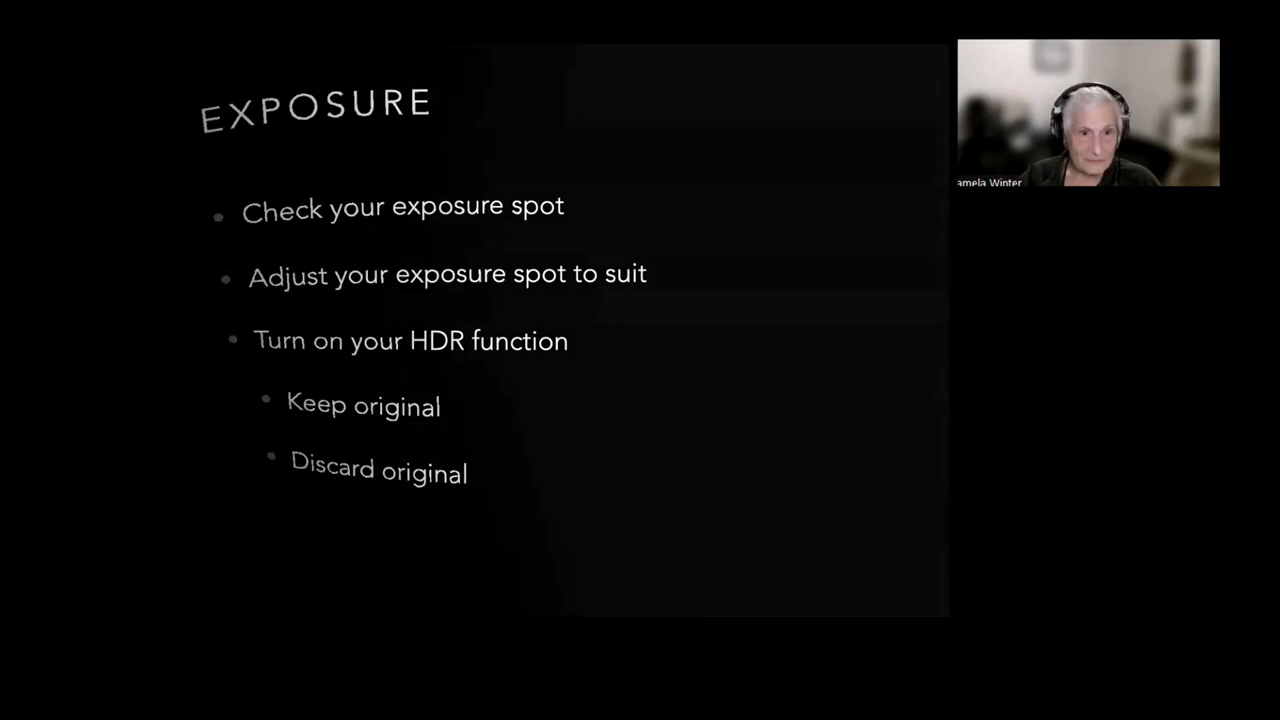 EXPOSURE
Check your exposure spot
Adjust your exposure spot to suit
Turn on your HDR function
Keep original
Discard original
amela Winter